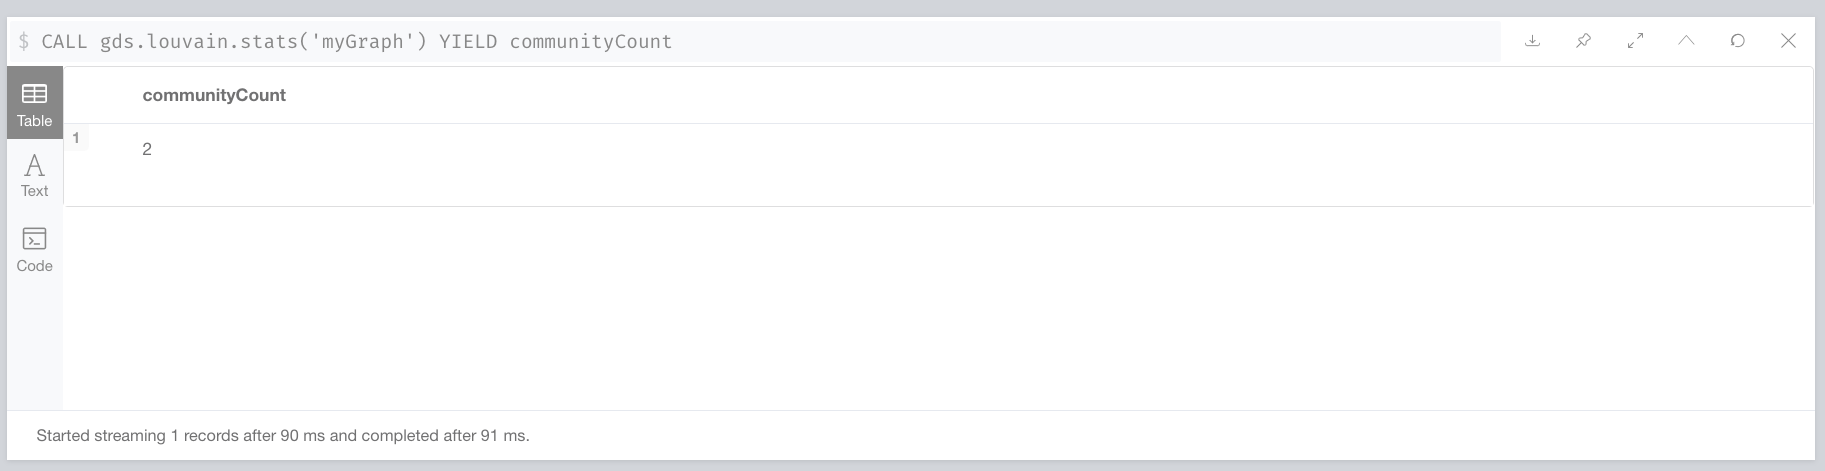 $ CALL gds.louvain.stats('myGraph') YIELD communityCount
Table
communityCount
1
2
Text
Code
Started streaming 1 records after 90 ms and completed after 91 ms.